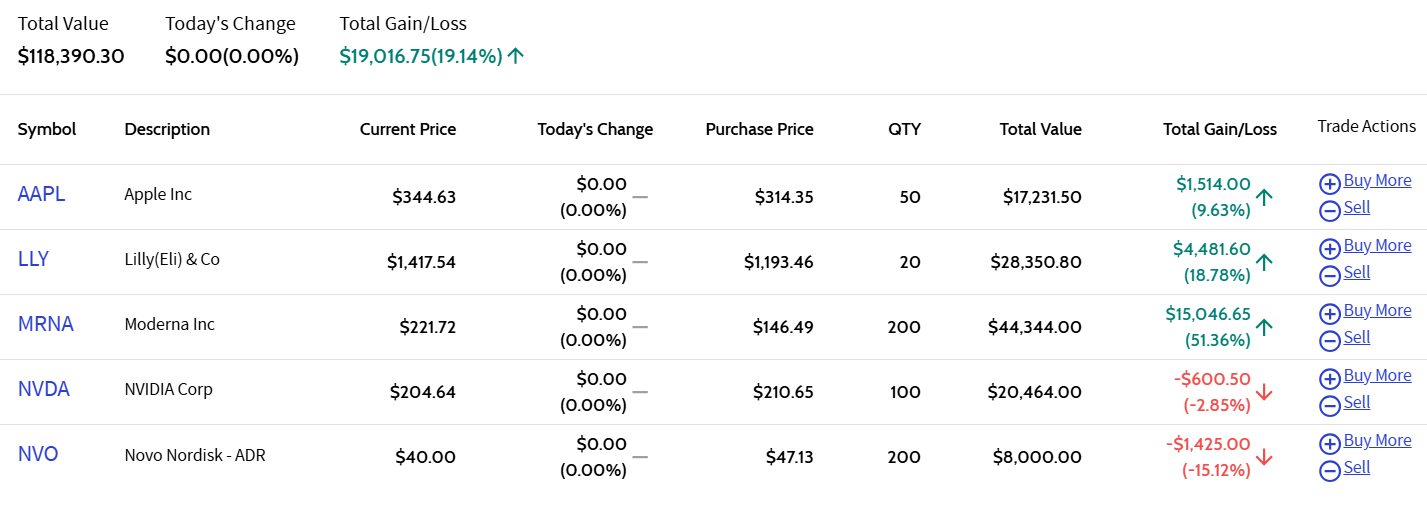 Total Value Today's Change Total Gain/Loss
$118,390.30 $0.00(0.00%) $19,016.75(19.14%)
Symbol Description Current Price Today's Change Purchase Price QTY Total Value Total Gain/Loss Trade Actions
AAPL Apple Inc $344.63 $0.00 (0.00%) $314.35 50 $17,231.50 $1,514.00 (9.63%) Buy More Sell
LLY Lilly(Eli) & Co $1,417.54 $0.00 (0.00%) $1,193.46 20 $28,350.80 $4,481.60 (18.78%) Buy More Sell
MRNA Moderna Inc $221.72 $0.00 (0.00%) $146.49 200 $44,344.00 $15,046.65 (51.36%) Buy More Sell
NVDA NVIDIA Corp $204.64 $0.00 (0.00%) $210.65 100 $20,464.00 -$600.50 (-2.85%) Buy More Sell
NVO Novo Nordisk - ADR $40.00 $0.00 (0.00%) $47.13 200 $8,000.00 -$1,425.00 (-15.12%) Buy More Sell